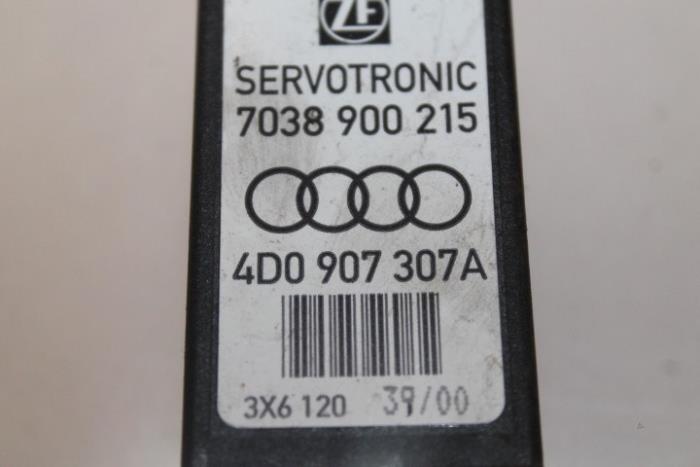 ZF
SERVOTRONIC
7038 900 215
4D0 907 307A
3X6 120 39/00